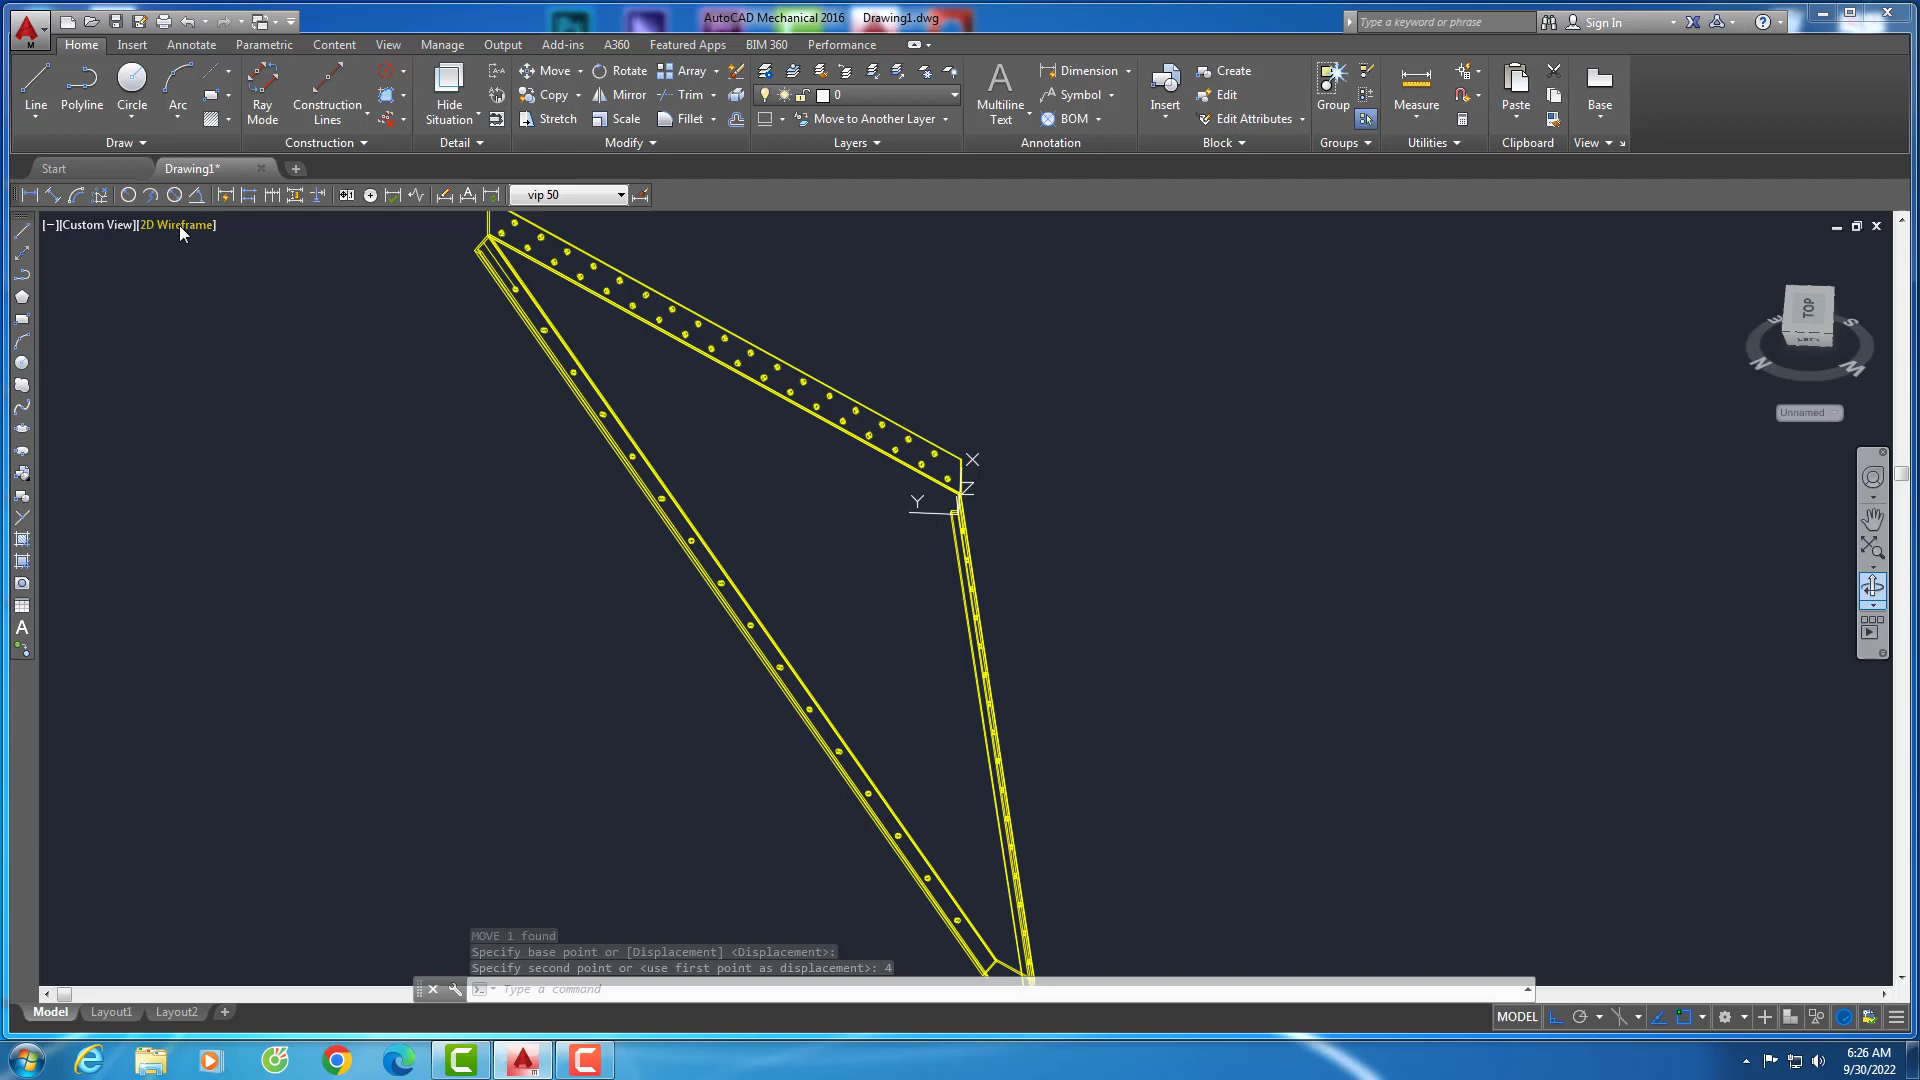 AutoCAD Mechanical 2016 Drawing1.dwg
Type a keyword or phrase
Sign In
Home Insert Annotate Parametric Content View Manage Output Add-ins A360 Featured Apps BIM 360 Performance
Line
Polyline
Circle
Arc
Ray Mode
Construction Lines
Hide Situation
Move
Rotate
Array
Copy
Mirror
Trim
Stretch
Scale
Fillet
0
Move to Another Layer
Multiline Text
Dimension
Symbol
BOM
Insert
Create
Edit
Edit Attributes
Group
Measure
Paste
Base
Draw
Construction
Detail
Modify
Layers
Annotation
Block
Groups
Utilities
Clipboard
View
Start
Drawing1*
vip 50
[−][Custom View][2D Wireframe]
TOP
LEFT
E
S
N
Unnamed
X
Z
Y
A
MOVE 1 found
Specify base point or [Displacement] <Displacement>:
Specify second point or <use first point as displacement>: 4
Type a command
Model
Layout1
Layout2
MODEL
6:26 AM
9/30/2022